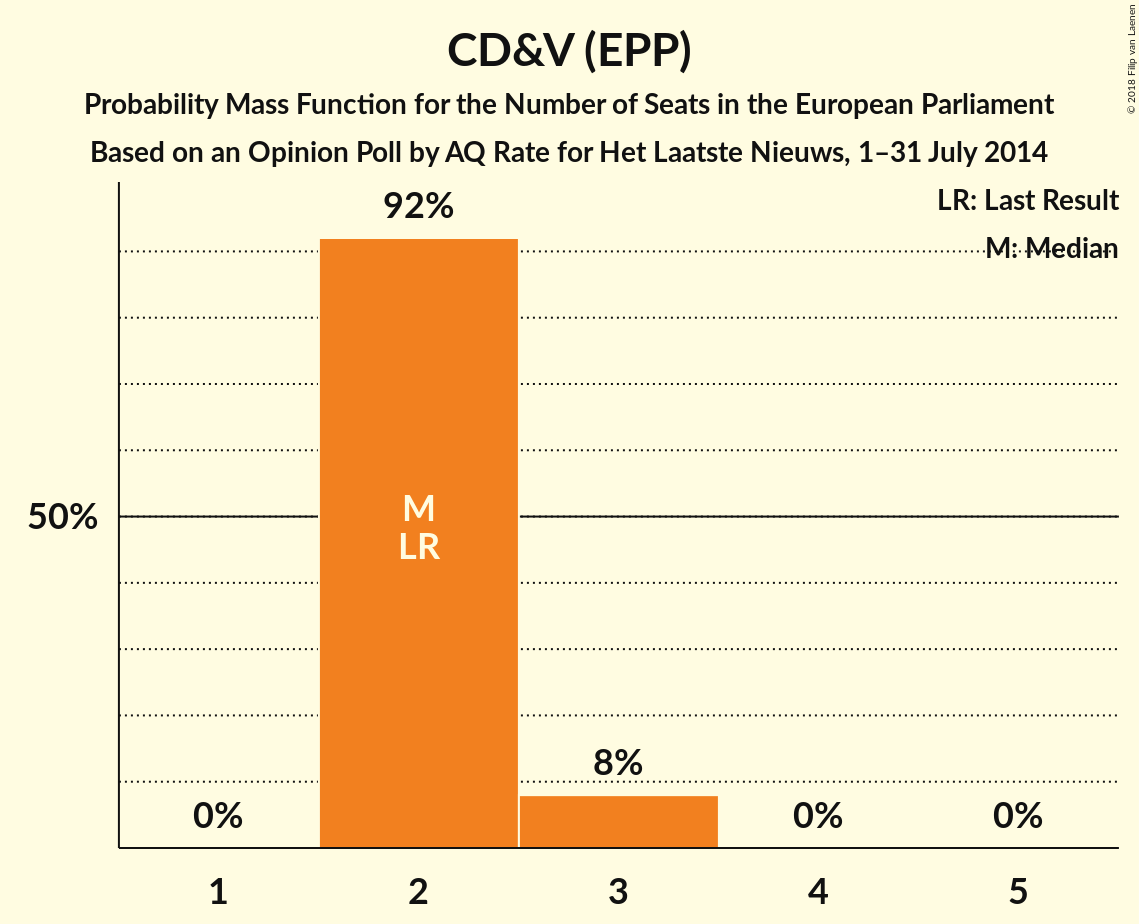 CD&V (EPP)
Probability Mass Function for the Number of Seats in the European Parliament
Based on an Opinion Poll by AQ Rate for Het Laatste Nieuws, 1–31 July 2014
© 2018 Filip van Laenen
LR: Last Result
M: Median
92%
50%
M
LR
8%
0%
0%
0%
1
2
3
4
5